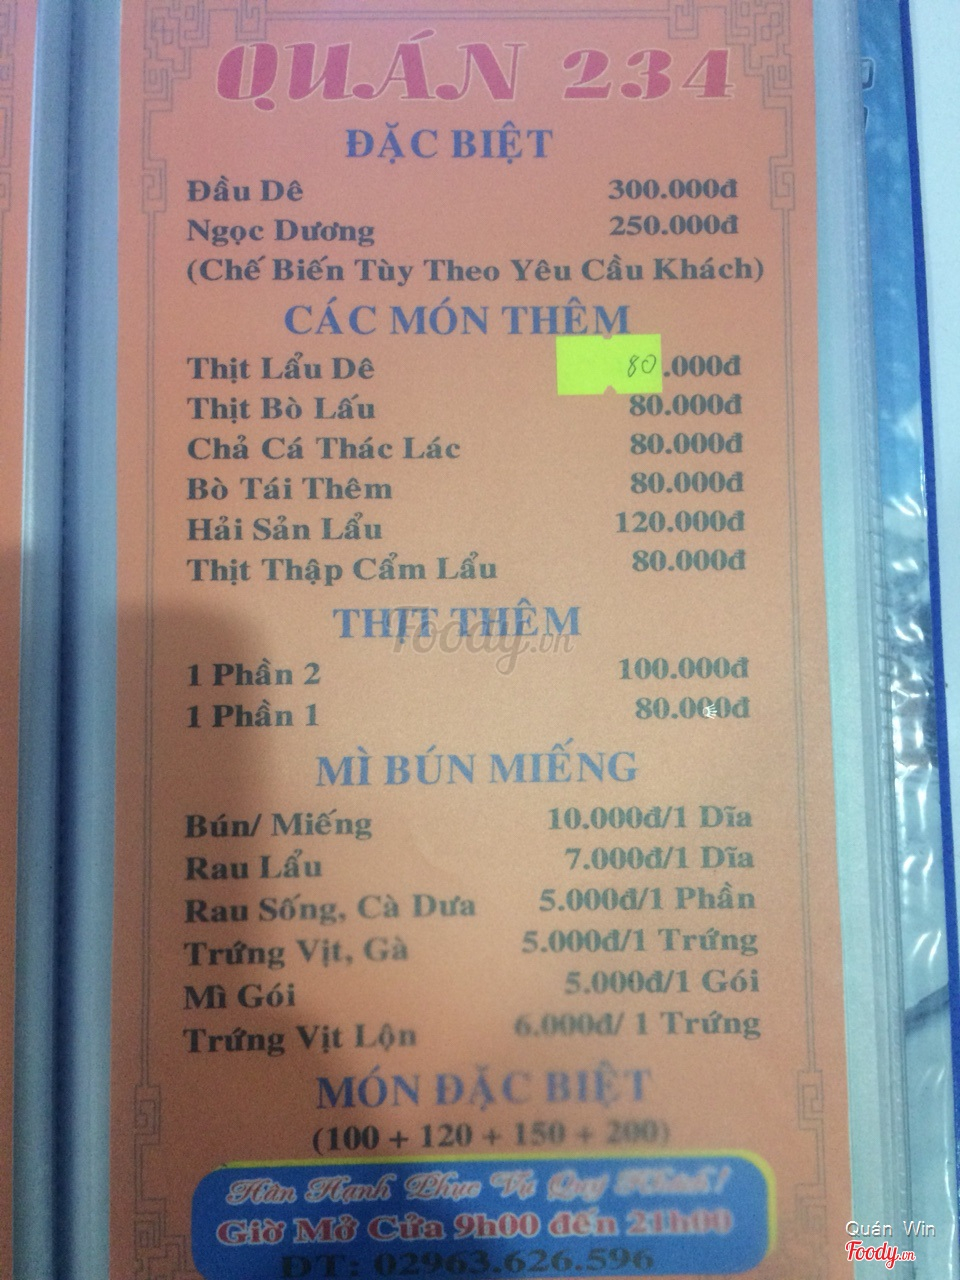 QUÁN 234
ĐẶC BIỆT
Đầu Dê 300.000đ
Ngọc Dương 250.000đ
(Chế Biến Tùy Theo Yêu Cầu Khách)
CÁC MÓN THÊM
Thịt Lẩu Dê 80.000đ
Thịt Bò Lấu 80.000đ
Chả Cá Thác Lác 80.000đ
Bò Tái Thêm 80.000đ
Hải Sản Lẩu 120.000đ
Thịt Thập Cẩm Lẩu 80.000đ
THỊT THÊM
Foody.vn
1 Phần 2 100.000đ
1 Phần 1 80.000đ
MÌ BÚN MIẾNG
Bún/ Miếng 10.000đ/1 Dĩa
Rau Lẩu 7.000đ/1 Dĩa
Rau Sống, Cà Dưa 5.000đ/1 Phần
Trứng Vịt, Gà 5.000đ/1 Trứng
Mì Gói 5.000đ/1 Gói
Trứng Vịt Lộn 6.000đ/ 1 Trứng
MÓN ĐẶC BIỆT
(100 + 120 + 150 + 200)
Hân Hạnh Phục Vụ Quý Khách!
Giờ Mở Cửa 9h00 đến 21h00
ĐT: 02963.626.596
Quán Win
Foody.vn